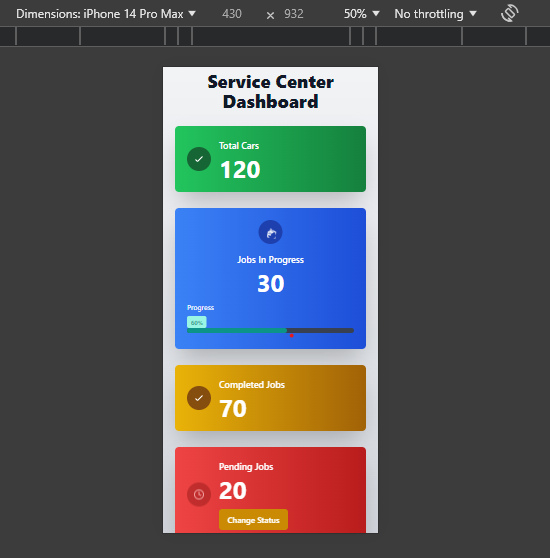 Dimensions: iPhone 14 Pro Max 430 × 932 50% No throttling
Service Center
Dashboard
Total Cars
120
Jobs In Progress
30
Progress
60%
Completed Jobs
70
Pending Jobs
20
Change Status